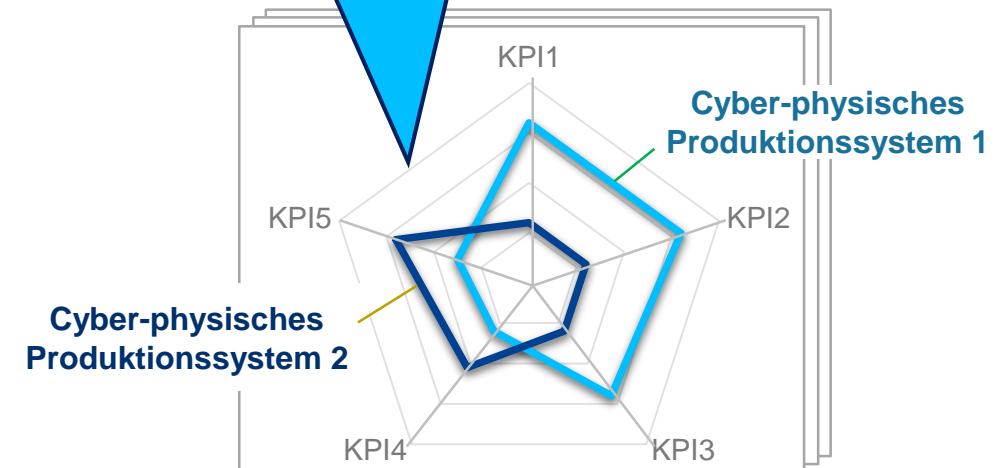 KPI1
Cyber-physisches
Produktionssystem 1
KPI5
KPI2
Cyber-physisches
Produktionssystem 2
KPI4
KPI3